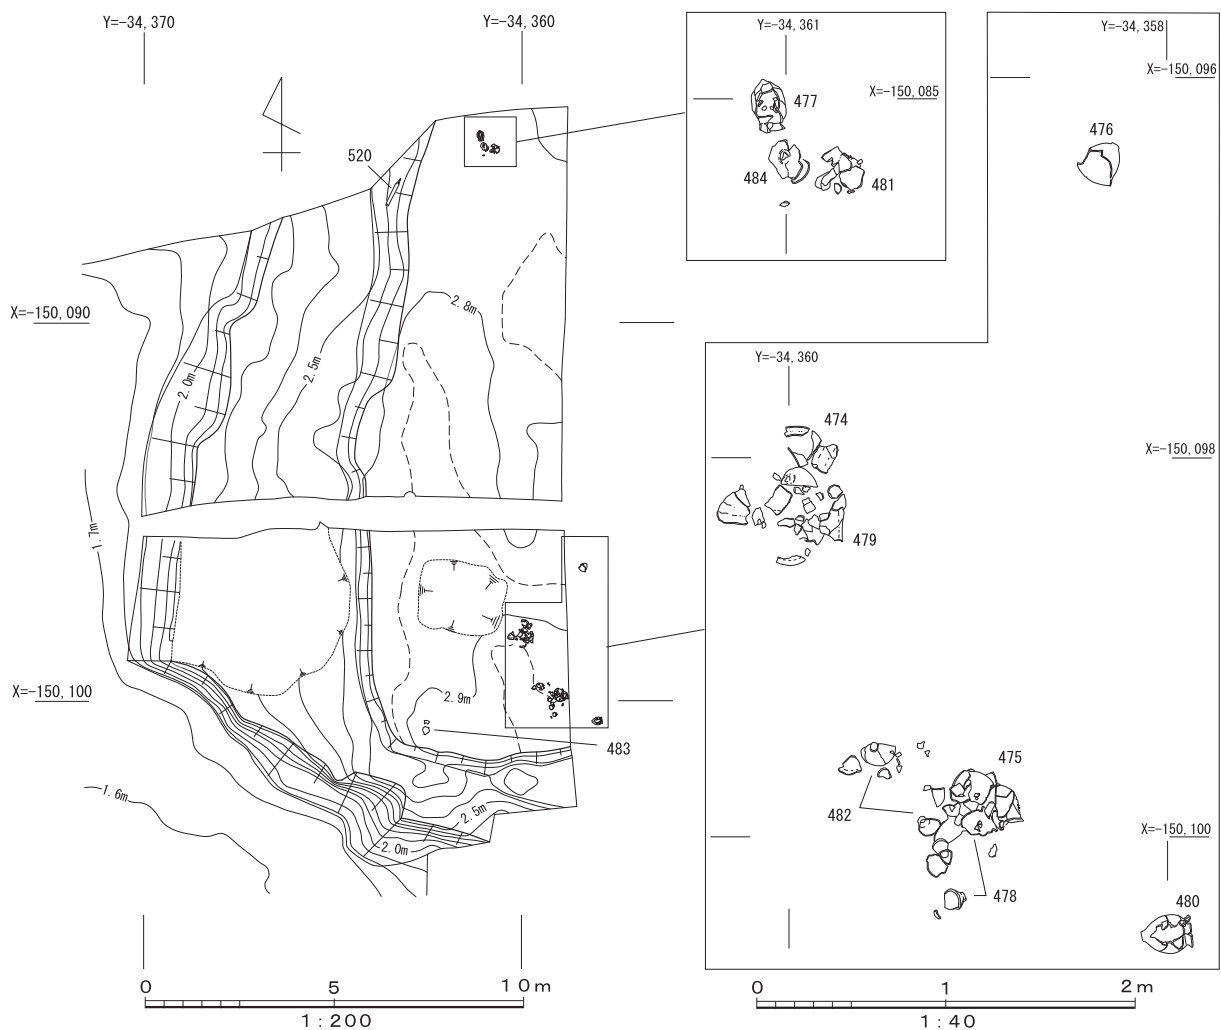 Y=-34,370
Y=-34,360
520
X=-150,090
2.8m
2.5m
2.0m
1.7m
X=-150,100
2.9m
483
1.6m
2.5m
2.0m
0
5
10m
1:200
Y=-34,361
X=-150,085
477
484
481
Y=-34,358
X=-150,096
476
Y=-34,360
474
X=-150,098
479
475
482
X=-150,100
478
480
0
1
2m
1:40